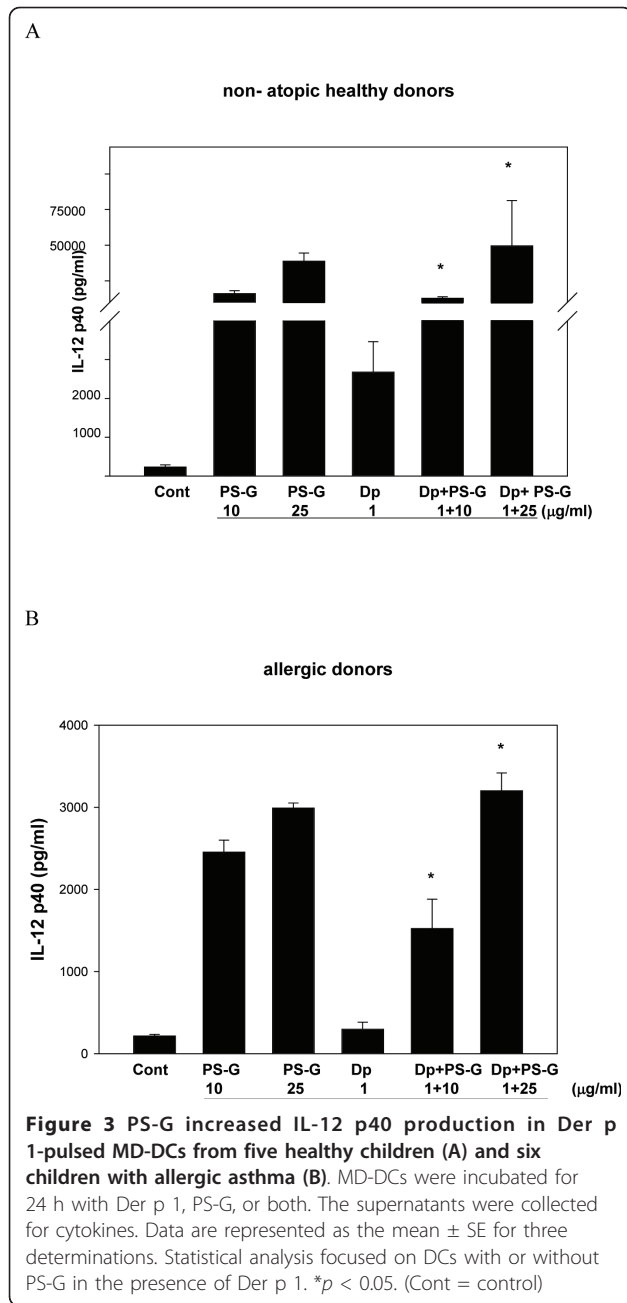 A
non- atopic healthy donors
IL-12 p40 (pg/ml)
75000
50000
2000
1000
* *
Cont PS-G PS-G Dp Dp+PS-G Dp+ PS-G
10 25 1 1+10 1+25 (μg/ml)
B
allergic donors
IL-12 p40 (pg/ml)
4000
3000
2000
1000
0
* *
Cont PS-G PS-G Dp Dp+PS-G Dp+PS-G
10 25 1 1+10 1+25 (μg/ml)
Figure 3 PS-G increased IL-12 p40 production in Der p
1-pulsed MD-DCs from five healthy children (A) and six
children with allergic asthma (B). MD-DCs were incubated for
24 h with Der p 1, PS-G, or both. The supernatants were collected
for cytokines. Data are represented as the mean ± SE for three
determinations. Statistical analysis focused on DCs with or without
PS-G in the presence of Der p 1. *p < 0.05. (Cont = control)